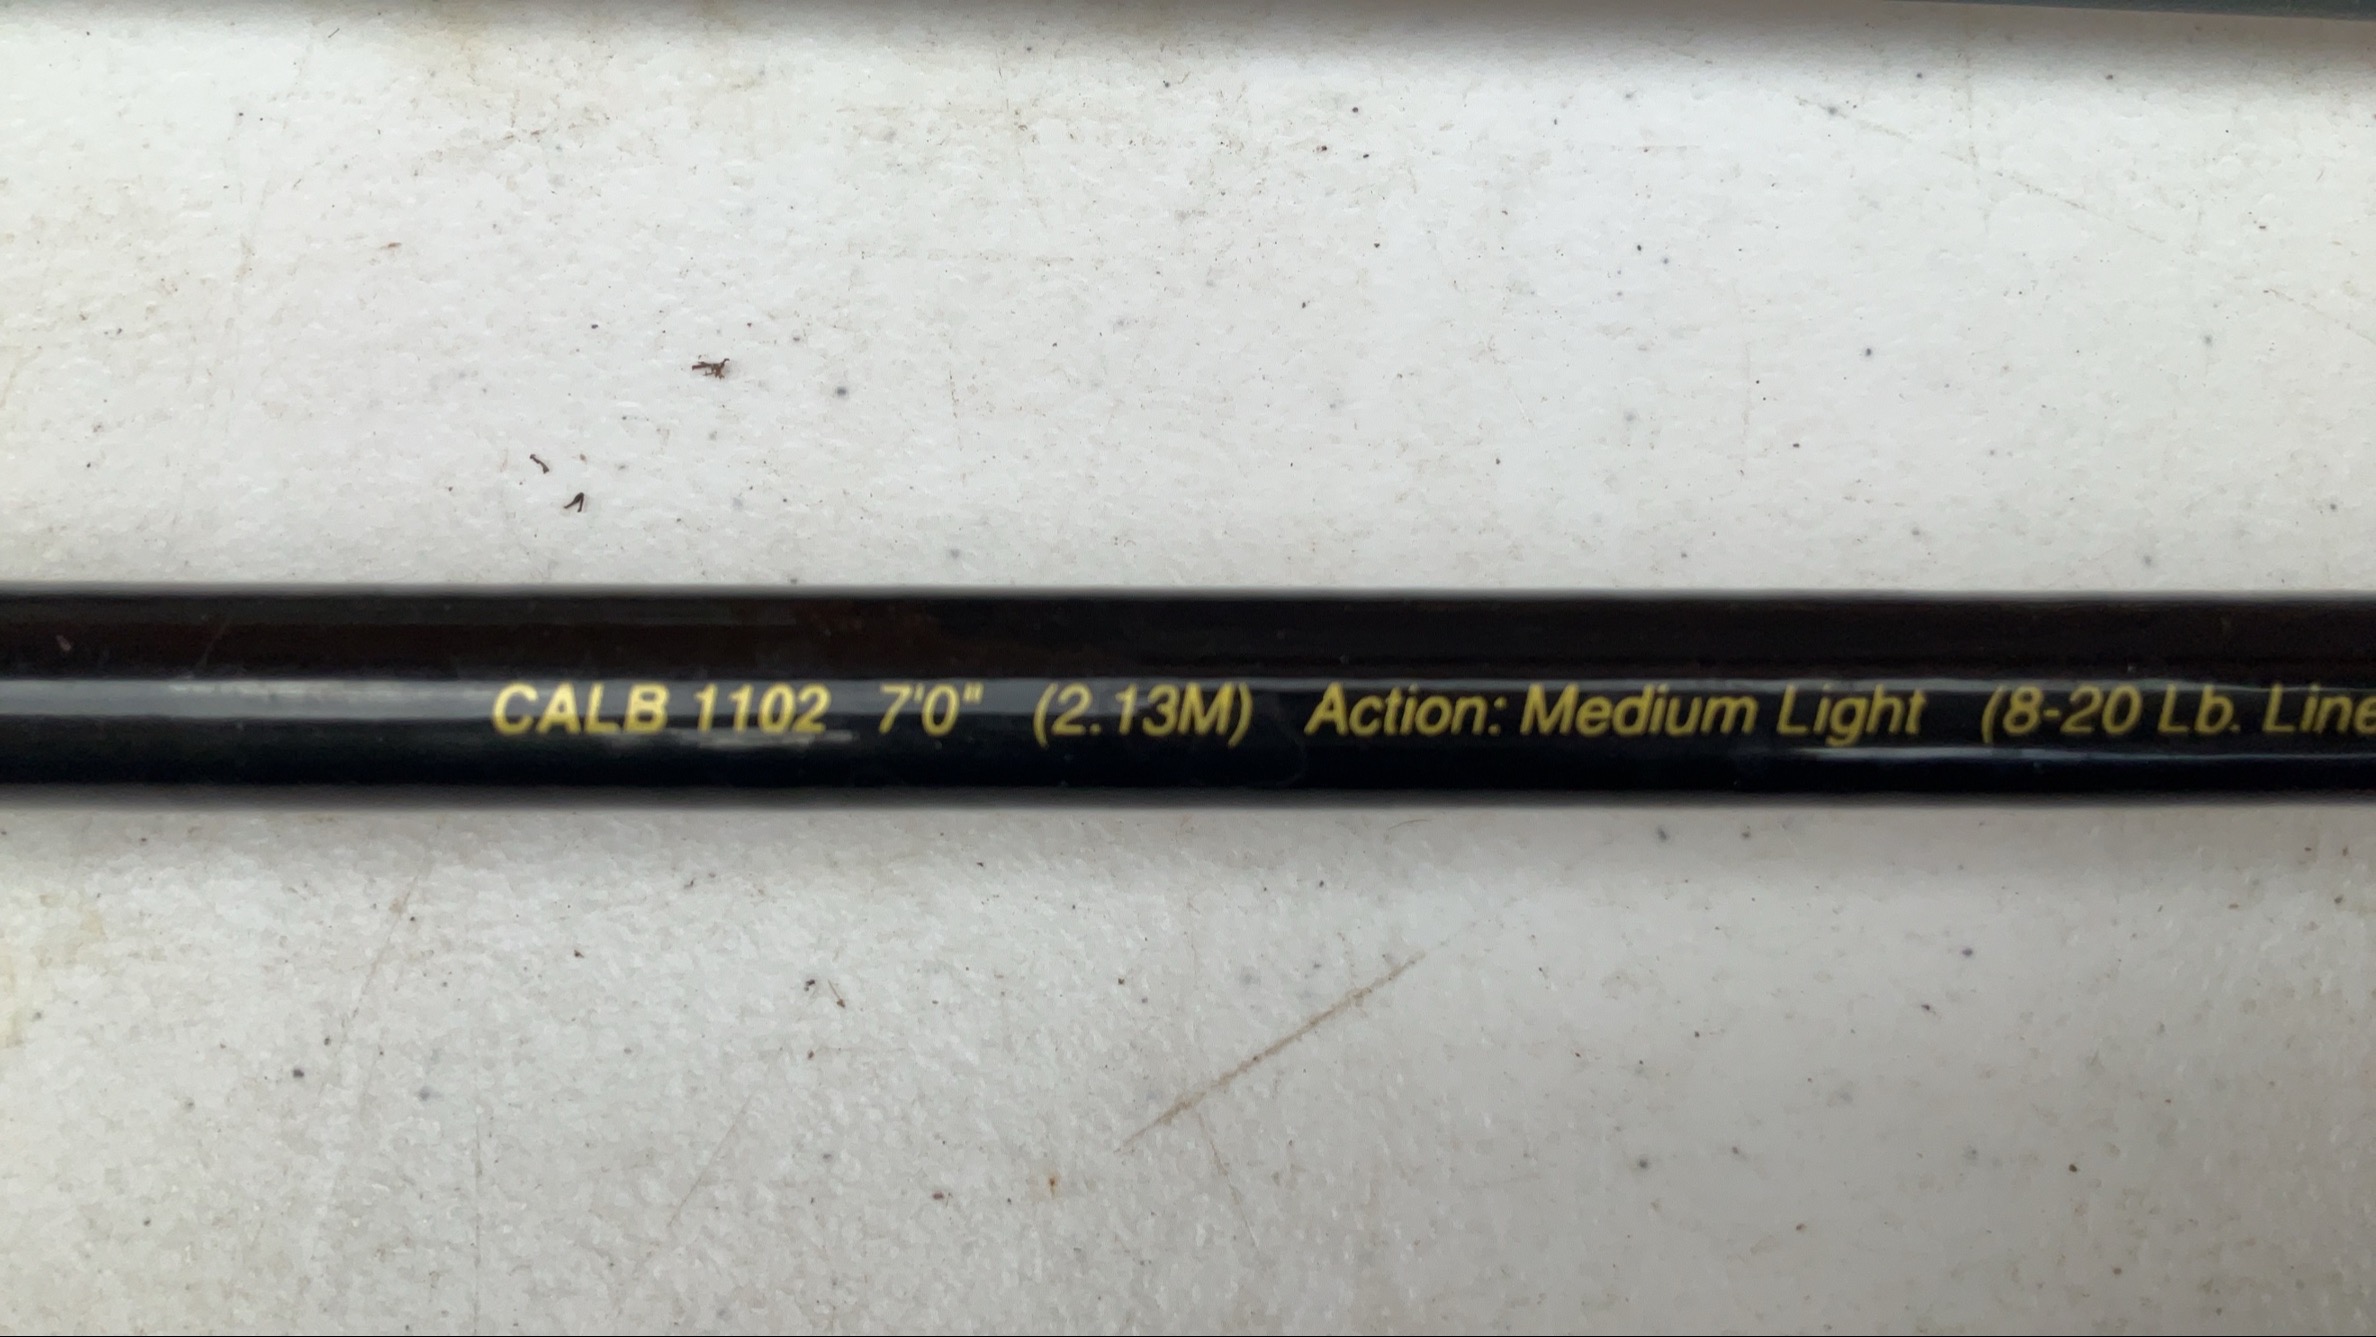 CALB 1102 7'0" (2.13M) Action: Medium Light (8-20 Lb. Line